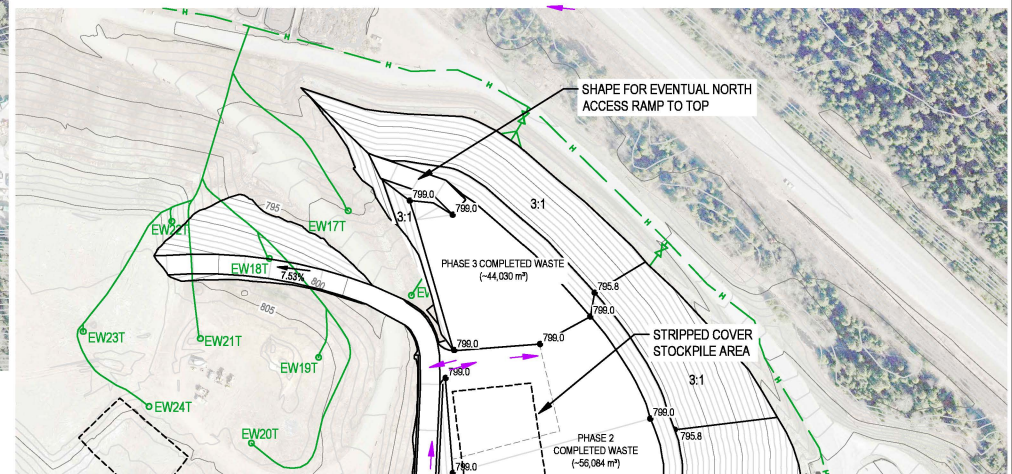 H
H
H
H
H
H
H
H
SHAPE FOR EVENTUAL NORTH
ACCESS RAMP TO TOP
795
799.0
799.0
3:1
3:1
EW17T
EW22T
EW18T
7.53%
800
805
PHASE 3 COMPLETED WASTE
(~44,030 m³)
795.8
799.0
EW23T
EW21T
EW19T
799.0
799.0
STRIPPED COVER
STOCKPILE AREA
799.0
3:1
EW24T
799.0
795.8
EW20T
PHASE 2
COMPLETED WASTE
(~56,084 m³)
799.0